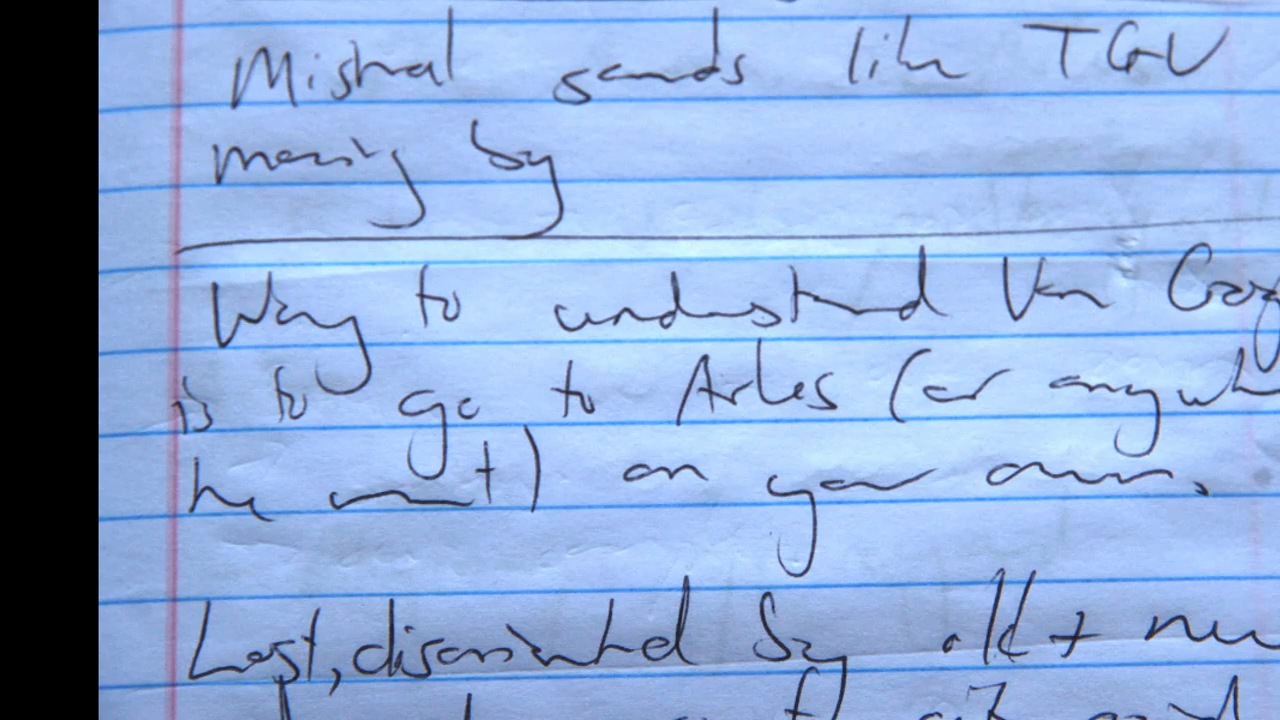 Mistral sounds like TGV
moving by
Way to understand Van Gogh
is to go to Arles (or anywh
he went) on your own.
Lost, disoriented by old + new